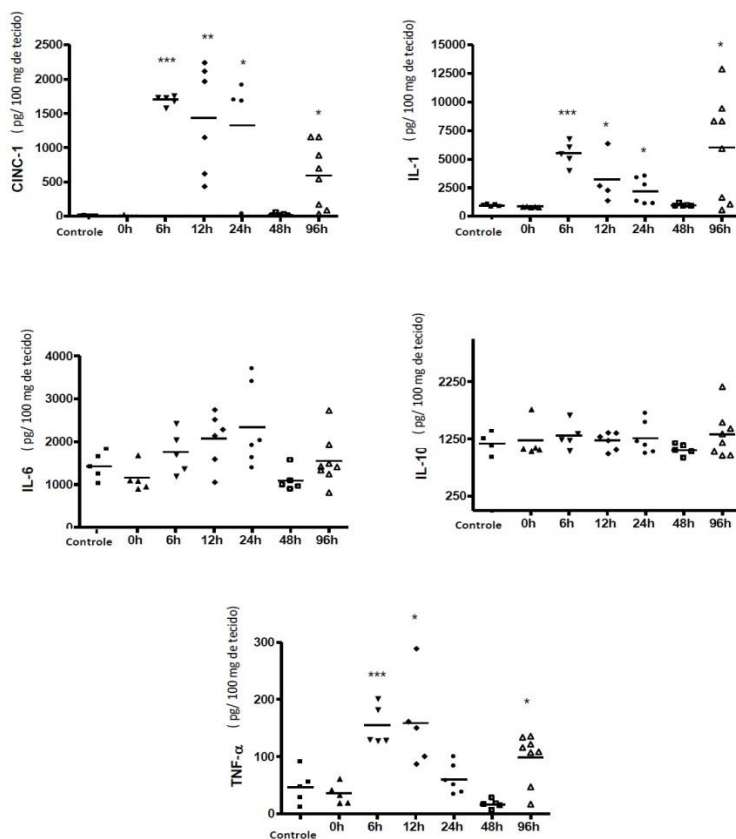 CINC-1 ( pg/ 100 mg de tecido)
2500
2000
1500
1000
500
0
*** ** * *
Controle 0h 6h 12h 24h 48h 96h
IL-1 ( pg/ 100 mg de tecido)
15000
12500
10000
7500
5000
2500
0
*** * * *
Controle 0h 6h 12h 24h 48h 96h
IL-6 ( pg/ 100 mg de tecido)
4000
3000
2000
1000
0
Controle 0h 6h 12h 24h 48h 96h
IL-10 ( pg/ 100 mg de tecido)
2250
1250
250
Controle 0h 6h 12h 24h 48h 96h
TNF-α ( pg/ 100 mg de tecido)
300
200
100
0
*** * *
Controle 0h 6h 12h 24h 48h 96h